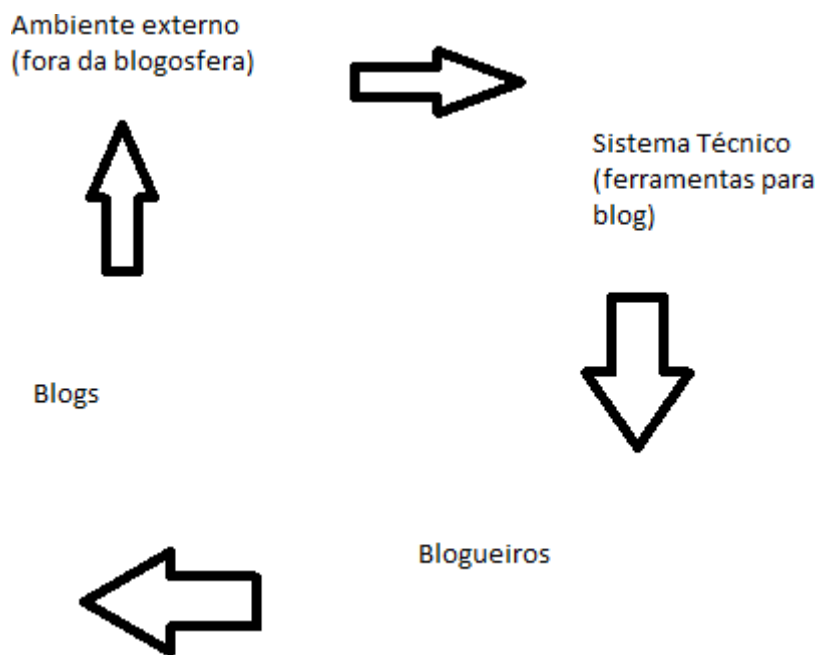 Ambiente externo
(fora da blogosfera)
Sistema Técnico
(ferramentas para
blog)
Blogs
Blogueiros